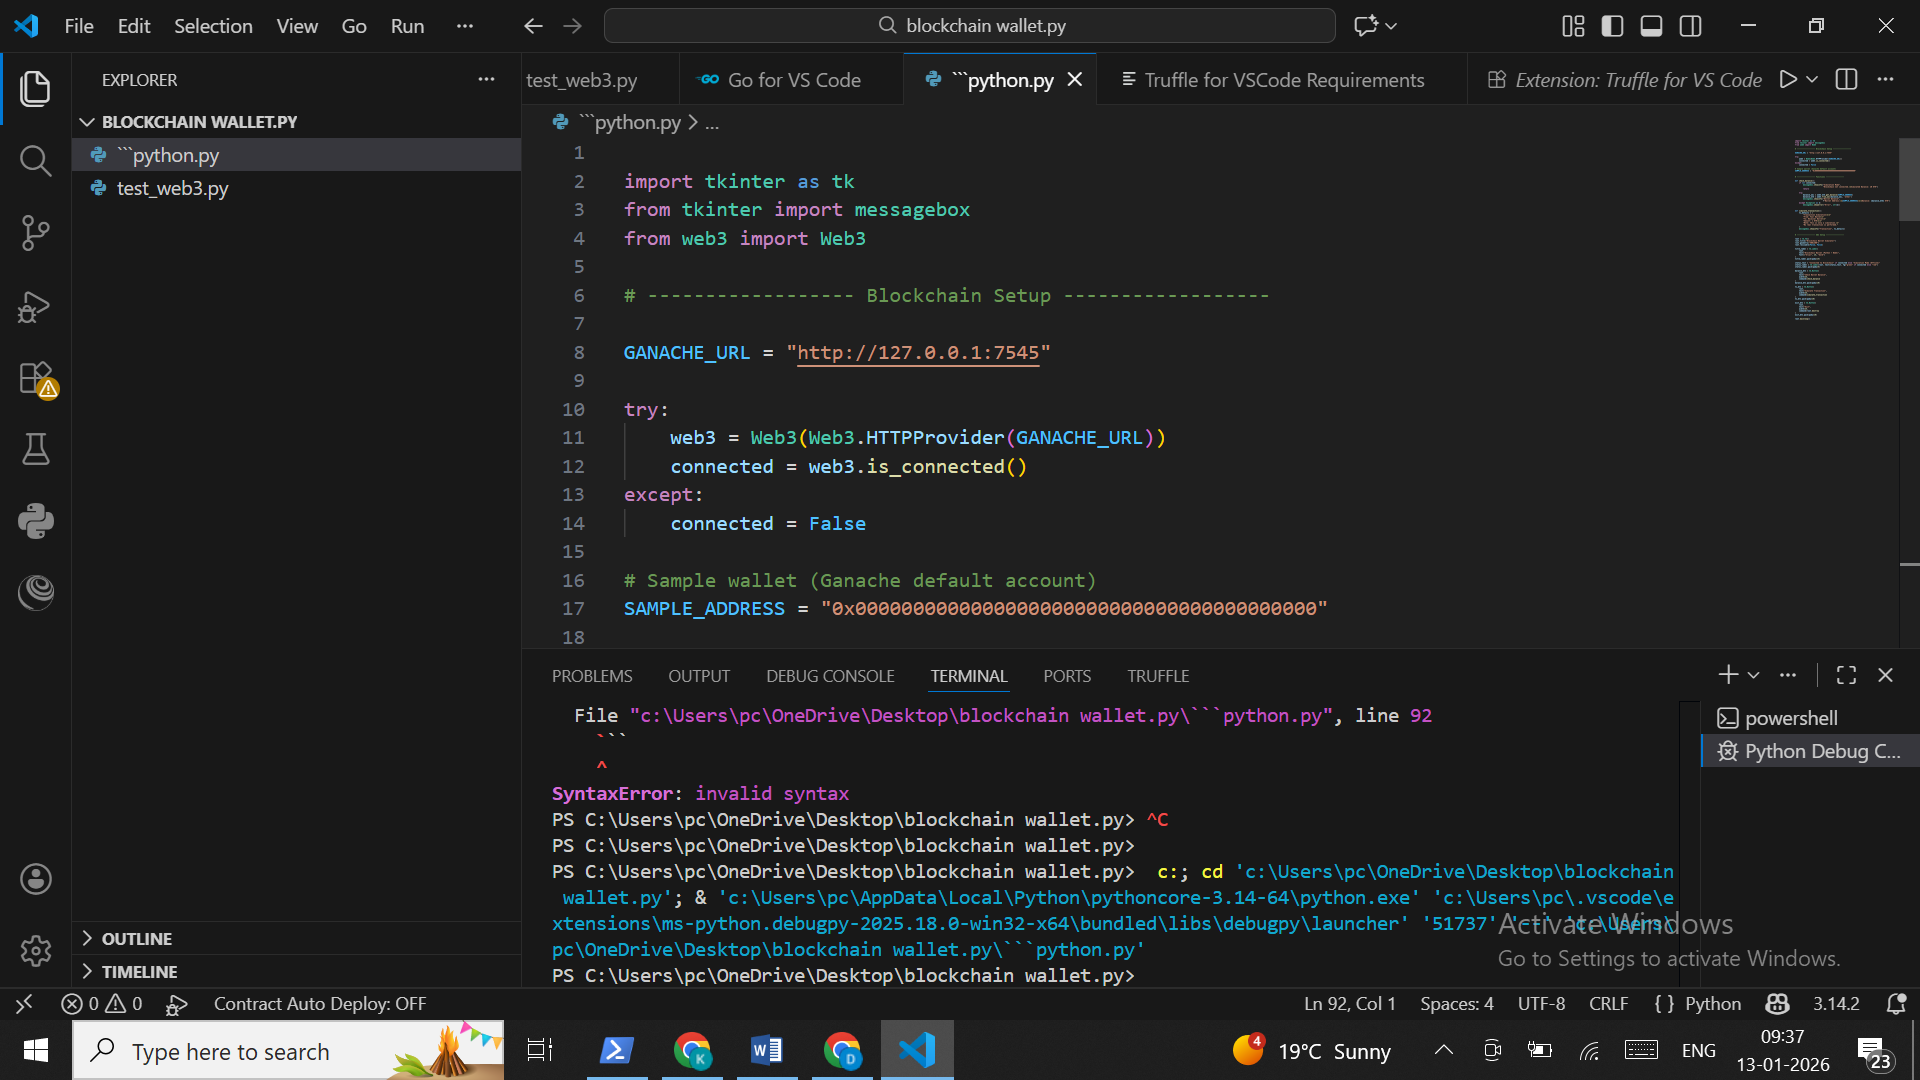 File Edit Selection View Go Run ··· blockchain wallet.py
EXPLORER ···
BLOCKCHAIN WALLET.PY
```python.py
test_web3.py
OUTLINE
TIMELINE
test_web3.py Go for VS Code ```python.py Truffle for VSCode Requirements Extension: Truffle for VS Code
```python.py > ...
1
2 import tkinter as tk
3 from tkinter import messagebox
4 from web3 import Web3
5
6 # ------------------ Blockchain Setup ------------------
7
8 GANACHE_URL = "http://127.0.0.1:7545"
9
10 try:
11 web3 = Web3(Web3.HTTPProvider(GANACHE_URL))
12 connected = web3.is_connected()
13 except:
14 connected = False
15
16 # Sample wallet (Ganache default account)
17 SAMPLE_ADDRESS = "0x0000000000000000000000000000000000000000"
18
PROBLEMS OUTPUT DEBUG CONSOLE TERMINAL PORTS TRUFFLE
File "c:\Users\pc\OneDrive\Desktop\blockchain wallet.py\```python.py", line 92
```
^
SyntaxError: invalid syntax
PS C:\Users\pc\OneDrive\Desktop\blockchain wallet.py> ^C
PS C:\Users\pc\OneDrive\Desktop\blockchain wallet.py>
PS C:\Users\pc\OneDrive\Desktop\blockchain wallet.py> c:; cd 'c:\Users\pc\OneDrive\Desktop\blockchain
wallet.py'; & 'c:\Users\pc\AppData\Local\Python\pythoncore-3.14-64\python.exe' 'c:\Users\pc\.vscode\e
xtensions\ms-python.debugpy-2025.18.0-win32-x64\bundled\libs\debugpy\launcher' '51737' '--' 'c:\Users\
pc\OneDrive\Desktop\blockchain wallet.py\```python.py'
PS C:\Users\pc\OneDrive\Desktop\blockchain wallet.py>
powershell
Python Debug C...
Activate Windows
Go to Settings to activate Windows.
0 0 Contract Auto Deploy: OFF Ln 92, Col 1 Spaces: 4 UTF-8 CRLF { } Python 3.14.2
Type here to search 4 19°C Sunny ENG 09:37
13-01-2026 23